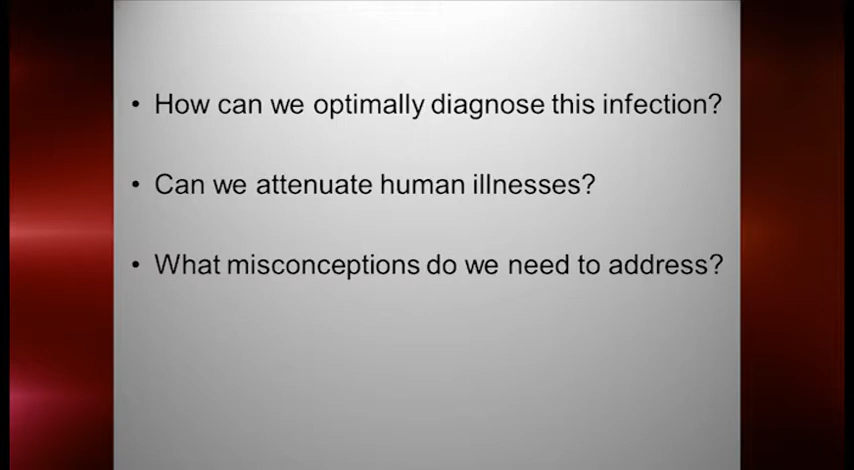 • How can we optimally diagnose this infection?
• Can we attenuate human illnesses?
• What misconceptions do we need to address?